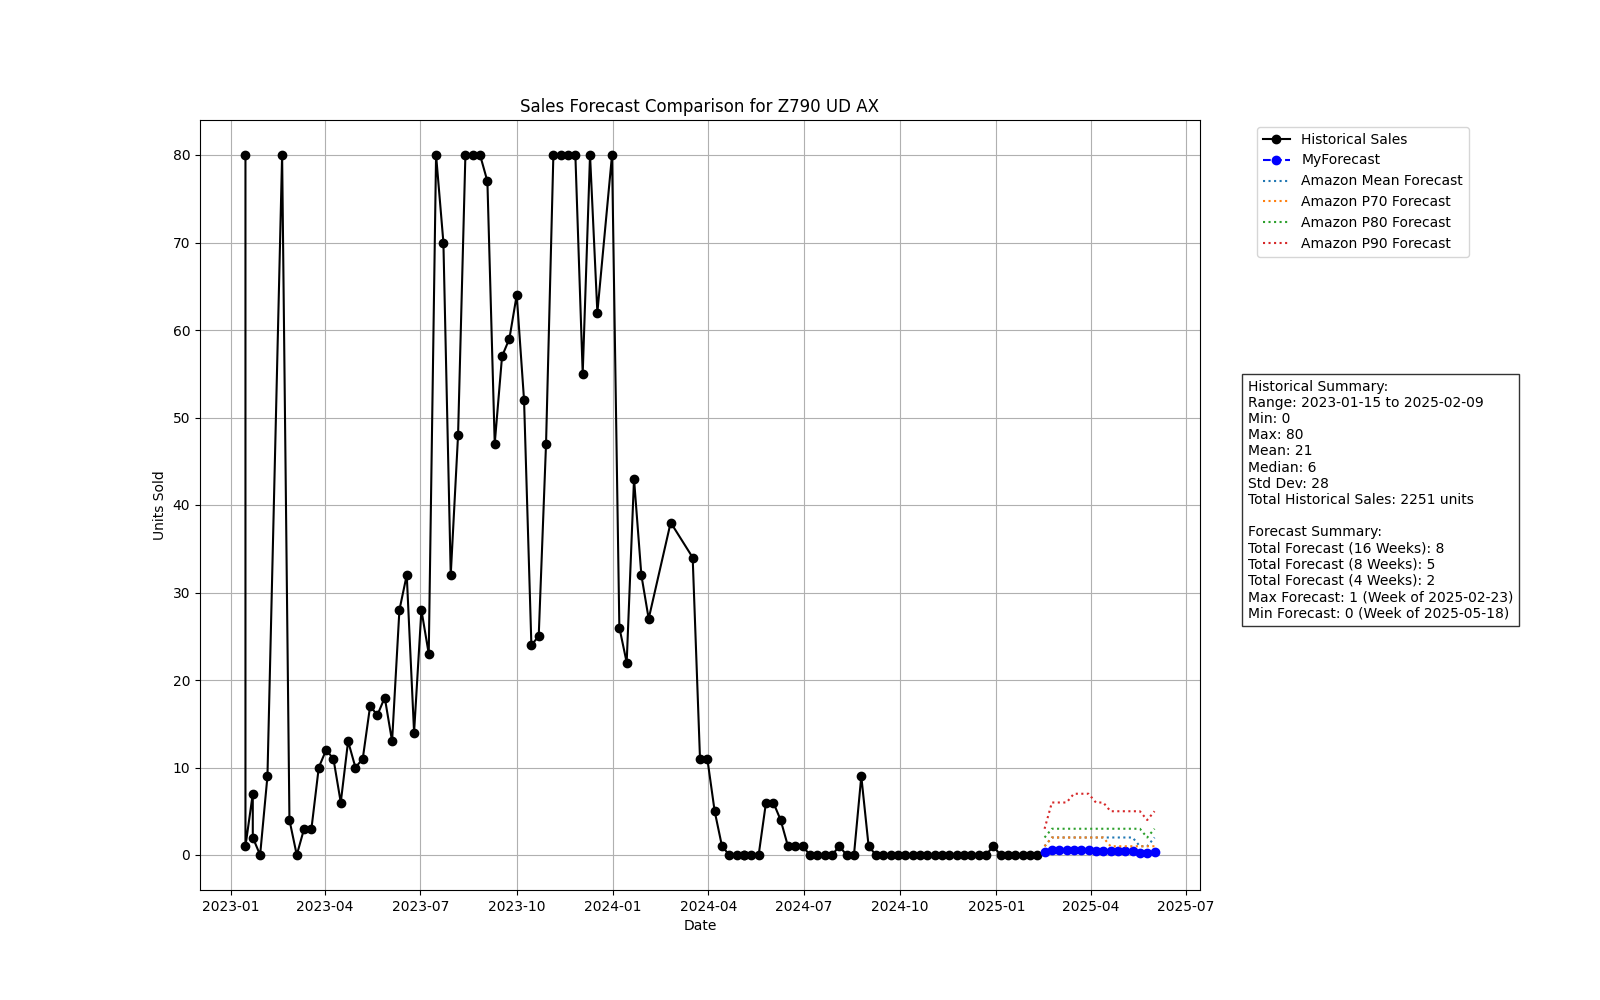 Sales Forecast Comparison for Z790 UD AX
Units Sold
80
70
60
50
40
30
20
10
0
2023-01
2023-04
2023-07
2023-10
2024-01
2024-04
2024-07
2024-10
2025-01
2025-04
2025-07
Date
Historical Sales
MyForecast
Amazon Mean Forecast
Amazon P70 Forecast
Amazon P80 Forecast
Amazon P90 Forecast
Historical Summary:
Range: 2023-01-15 to 2025-02-09
Min: 0
Max: 80
Mean: 21
Median: 6
Std Dev: 28
Total Historical Sales: 2251 units
Forecast Summary:
Total Forecast (16 Weeks): 8
Total Forecast (8 Weeks): 5
Total Forecast (4 Weeks): 2
Max Forecast: 1 (Week of 2025-02-23)
Min Forecast: 0 (Week of 2025-05-18)